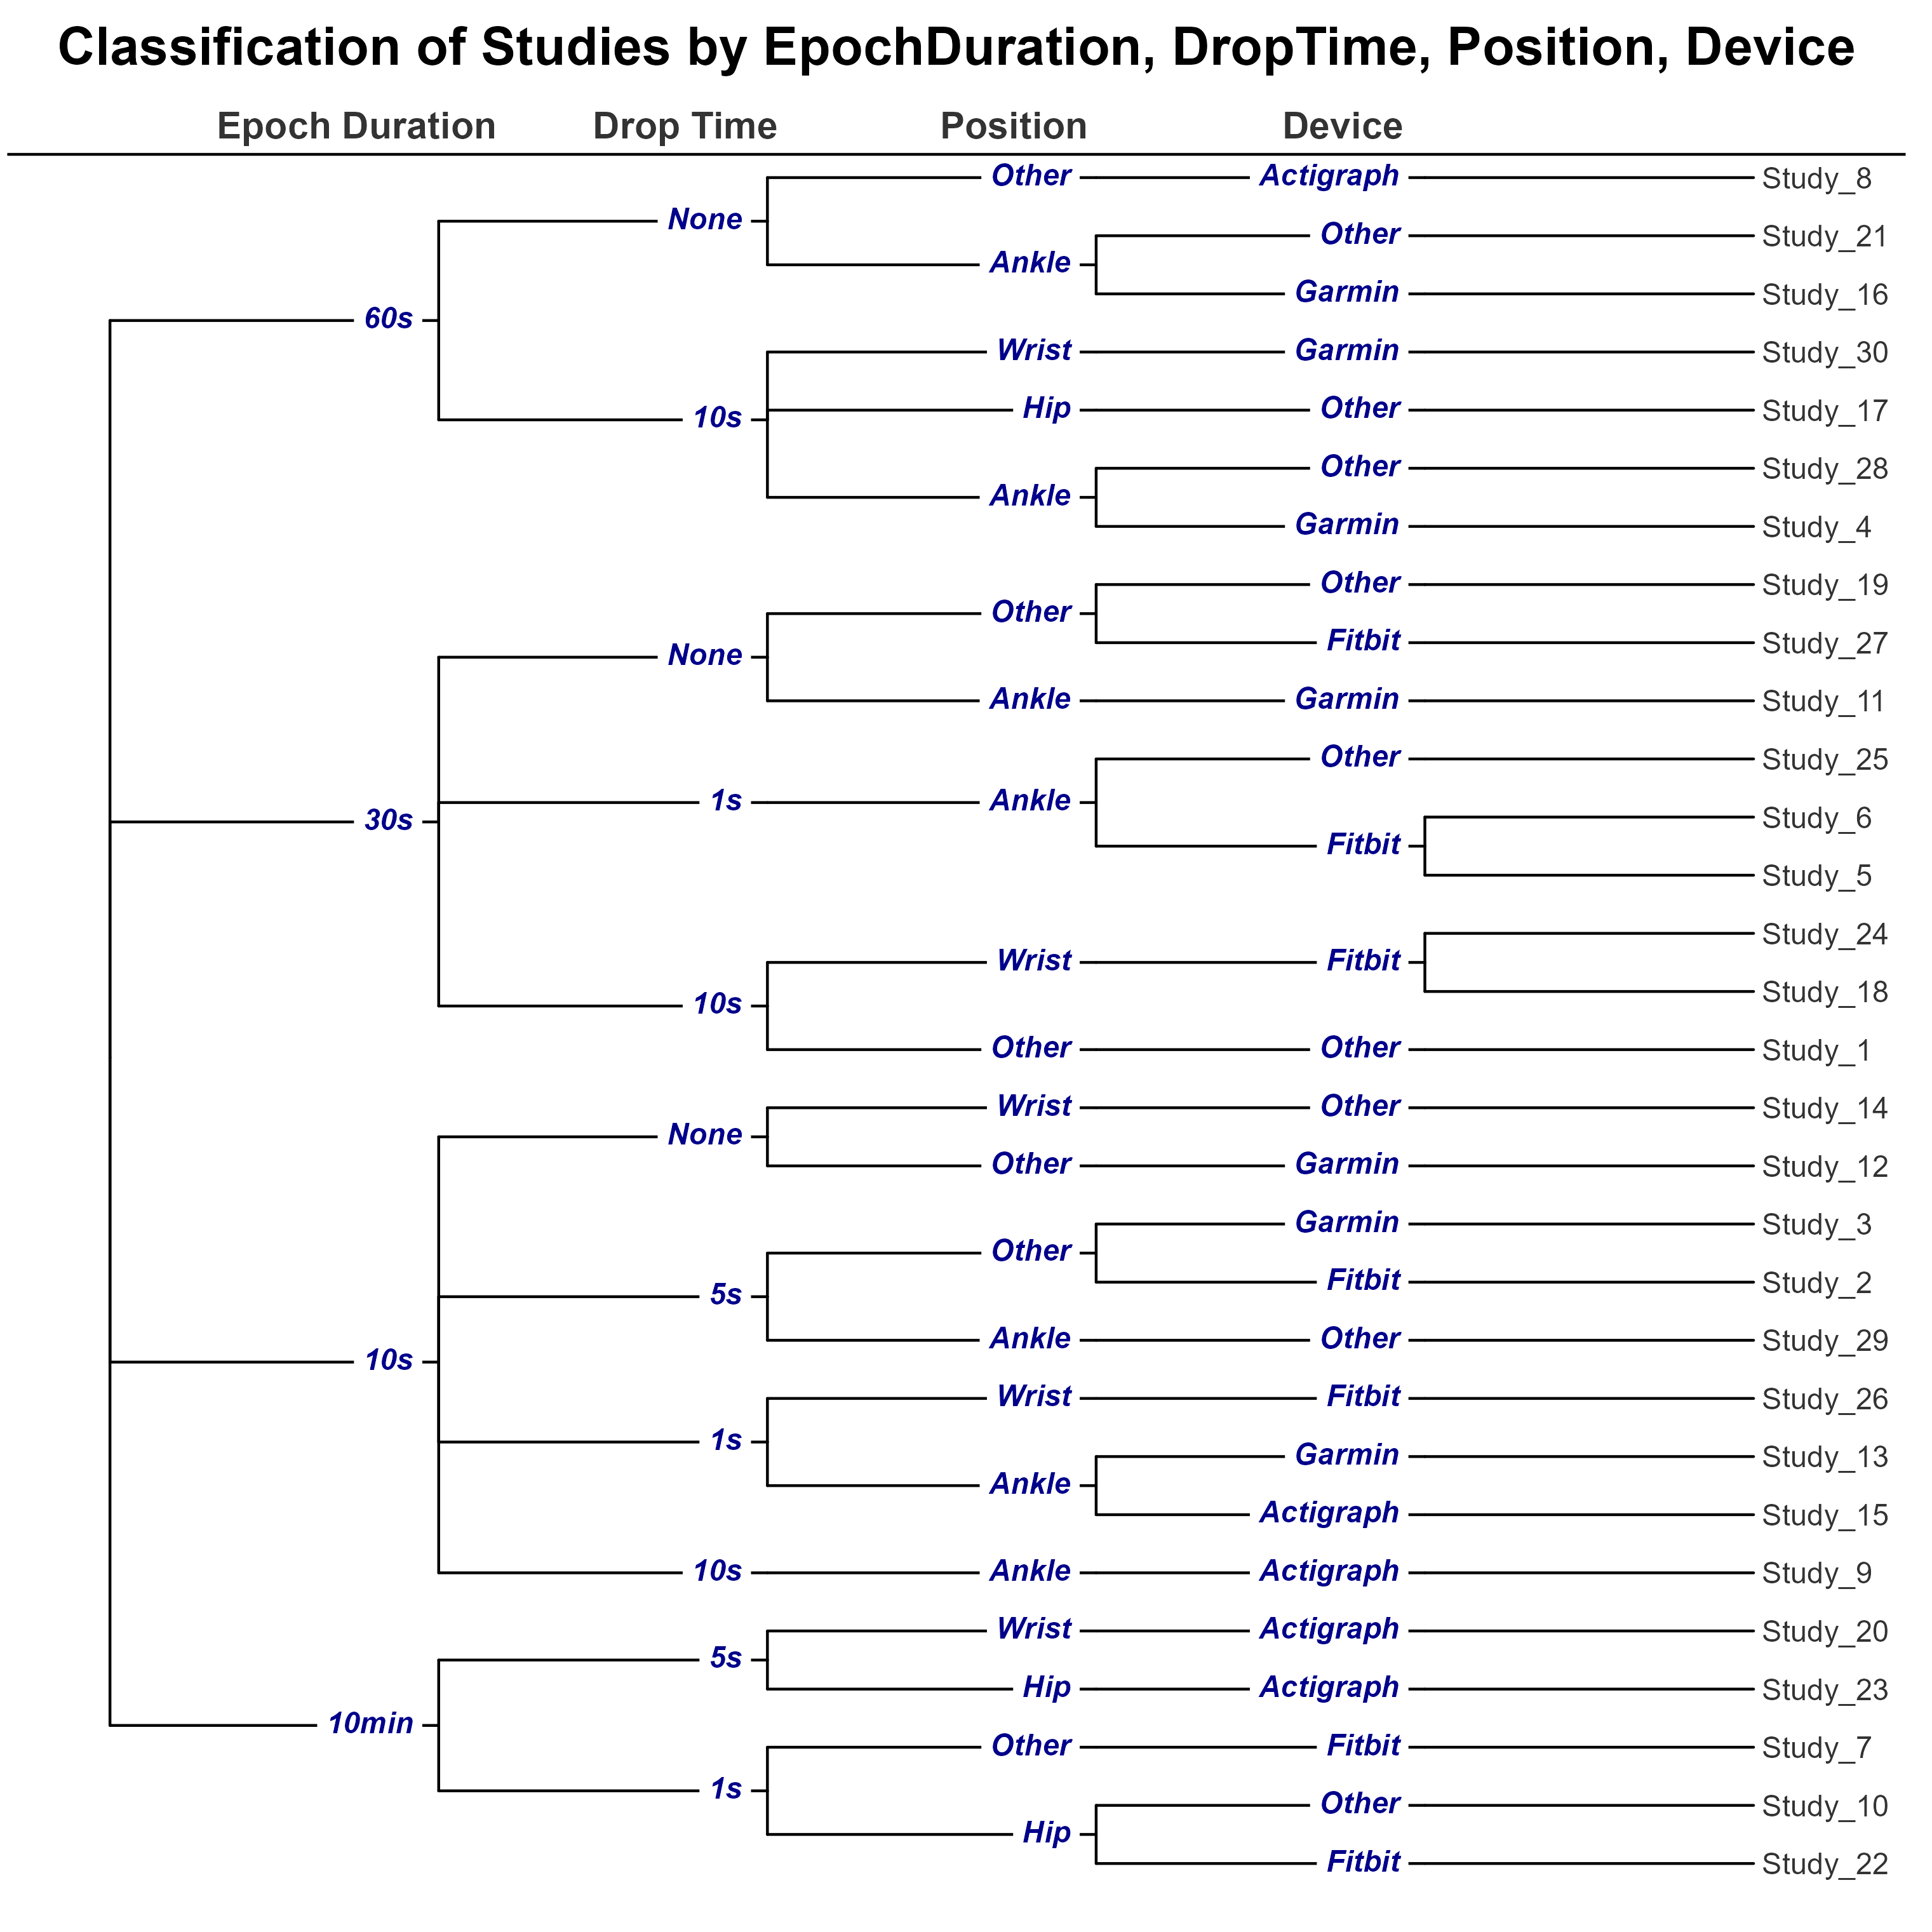 Classification of Studies by EpochDuration, DropTime, Position, Device
Epoch Duration Drop Time Position Device
Other Actigraph Study_8
None
Other Study_21
Ankle
Garmin Study_16
60s
Wrist Garmin Study_30
Hip Other Study_17
10s
Other Study_28
Ankle
Garmin Study_4
Other Study_19
Other
Fitbit Study_27
None
Ankle Garmin Study_11
Other Study_25
1s Ankle
Study_6
30s
Fitbit
Study_5
Study_24
Wrist Fitbit
Study_18
10s
Other Other Study_1
Wrist Other Study_14
None
Other Garmin Study_12
Garmin Study_3
Other
Fitbit Study_2
5s
Ankle Other Study_29
10s
Wrist Fitbit Study_26
1s
Garmin Study_13
Ankle
Actigraph Study_15
10s Ankle Actigraph Study_9
Wrist Actigraph Study_20
5s
Hip Actigraph Study_23
10min
Other Fitbit Study_7
1s
Other Study_10
Hip
Fitbit Study_22